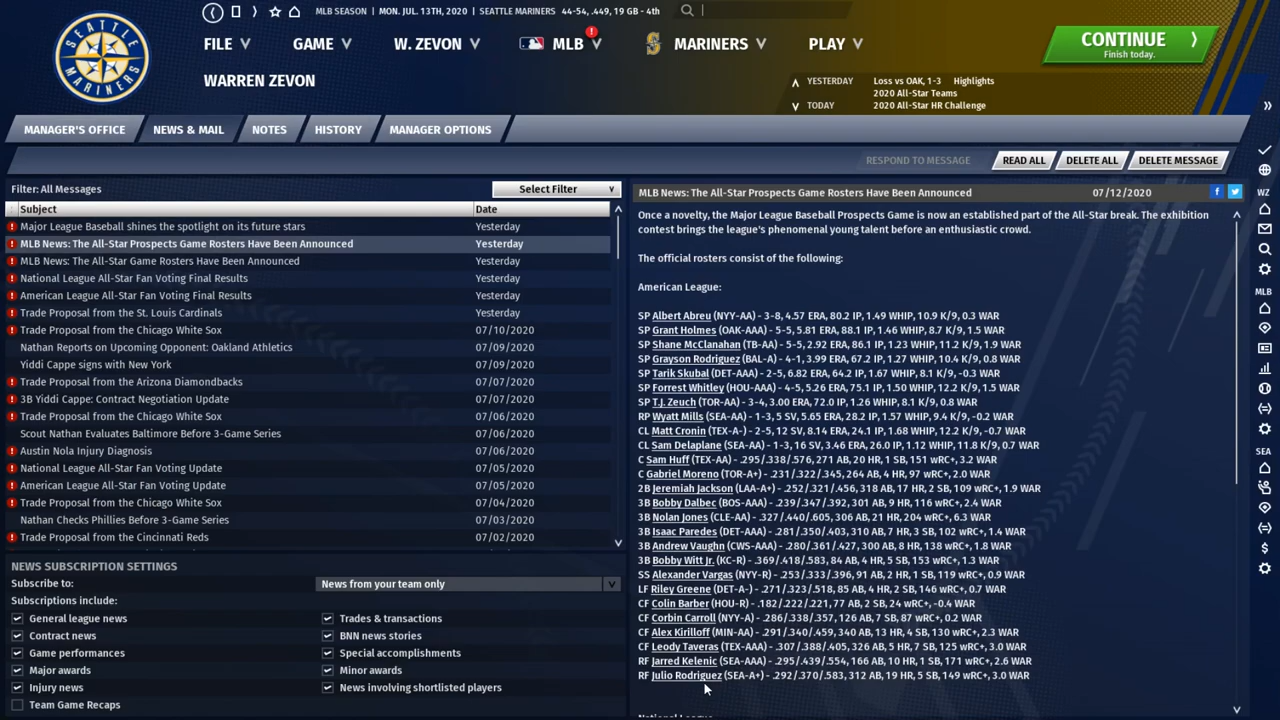 SEATTLE
MARINERS
MLB SEASON | MON. JUL. 13TH, 2020 | SEATTLE MARINERS 44-54, .449, 19 GB - 4th
FILE GAME W. ZEVON MLB MARINERS PLAY
CONTINUE
Finish today.
WARREN ZEVON
YESTERDAY Loss vs OAK, 1-3 Highlights
2020 All-Star Teams
TODAY 2020 All-Star HR Challenge
MANAGER'S OFFICE NEWS & MAIL NOTES HISTORY MANAGER OPTIONS
RESPOND TO MESSAGE READ ALL DELETE ALL DELETE MESSAGE
Filter: All Messages Select Filter
Subject Date
Major League Baseball shines the spotlight on its future stars Yesterday
MLB News: The All-Star Prospects Game Rosters Have Been Announced Yesterday
MLB News: The All-Star Game Rosters Have Been Announced Yesterday
National League All-Star Fan Voting Final Results Yesterday
American League All-Star Fan Voting Final Results Yesterday
Trade Proposal from the St. Louis Cardinals Yesterday
Trade Proposal from the Chicago White Sox 07/10/2020
Nathan Reports on Upcoming Opponent: Oakland Athletics 07/09/2020
Yiddi Cappe signs with New York 07/09/2020
Trade Proposal from the Arizona Diamondbacks 07/07/2020
3B Yiddi Cappe: Contract Negotiation Update 07/07/2020
Trade Proposal from the Chicago White Sox 07/06/2020
Scout Nathan Evaluates Baltimore Before 3-Game Series 07/06/2020
Austin Nola Injury Diagnosis 07/06/2020
National League All-Star Fan Voting Update 07/05/2020
American League All-Star Fan Voting Update 07/05/2020
Trade Proposal from the Chicago White Sox 07/04/2020
Nathan Checks Phillies Before 3-Game Series 07/03/2020
Trade Proposal from the Cincinnati Reds 07/02/2020
NEWS SUBSCRIPTION SETTINGS
Subscribe to: News from your team only
Subscriptions include:
General league news Trades & transactions
Contract news BNN news stories
Game performances Special accomplishments
Major awards Minor awards
Injury news News involving shortlisted players
Team Game Recaps
MLB News: The All-Star Prospects Game Rosters Have Been Announced 07/12/2020
Once a novelty, the Major League Baseball Prospects Game is now an established part of the All-Star break. The exhibition
contest brings the league's phenomenal young talent before an enthusiastic crowd.
The official rosters consist of the following:
American League:
SP Albert Abreu (NYY-AA) - 3-8, 4.57 ERA, 80.2 IP, 1.49 WHIP, 10.9 K/9, 0.3 WAR
SP Grant Holmes (OAK-AAA) - 5-5, 5.81 ERA, 88.1 IP, 1.46 WHIP, 8.7 K/9, 1.5 WAR
SP Shane McClanahan (TB-AA) - 5-5, 2.92 ERA, 86.1 IP, 1.23 WHIP, 11.2 K/9, 1.9 WAR
SP Grayson Rodriguez (BAL-A) - 4-1, 3.99 ERA, 67.2 IP, 1.27 WHIP, 10.4 K/9, 0.8 WAR
SP Tarik Skubal (DET-AAA) - 2-5, 6.82 ERA, 64.2 IP, 1.67 WHIP, 8.1 K/9, -0.3 WAR
SP Forrest Whitley (HOU-AAA) - 4-5, 5.26 ERA, 75.1 IP, 1.50 WHIP, 12.2 K/9, 1.5 WAR
SP T.J. Zeuch (TOR-AA) - 3-4, 3.00 ERA, 72.0 IP, 1.26 WHIP, 8.1 K/9, 0.8 WAR
RP Wyatt Mills (SEA-AA) - 1-3, 5 SV, 5.65 ERA, 28.2 IP, 1.57 WHIP, 9.4 K/9, -0.2 WAR
CL Matt Cronin (TEX-A-) - 2-5, 12 SV, 8.14 ERA, 24.1 IP, 1.68 WHIP, 12.2 K/9, -0.7 WAR
CL Sam Delaplane (SEA-AA) - 1-3, 16 SV, 3.46 ERA, 26.0 IP, 1.12 WHIP, 11.8 K/9, 0.7 WAR
C Sam Huff (TEX-AA) - .295/.338/.576, 271 AB, 20 HR, 1 SB, 151 wRC+, 3.2 WAR
C Gabriel Moreno (TOR-A+) - .231/.322/.345, 264 AB, 4 HR, 97 wRC+, 2.0 WAR
2B Jeremiah Jackson (LAA-A+) - .252/.321/.456, 318 AB, 17 HR, 2 SB, 109 wRC+, 1.9 WAR
3B Bobby Dalbec (BOS-AAA) - .239/.347/.392, 301 AB, 9 HR, 116 wRC+, 2.4 WAR
3B Nolan Jones (CLE-AA) - .327/.440/.605, 306 AB, 21 HR, 204 wRC+, 6.3 WAR
3B Isaac Paredes (DET-AAA) - .281/.350/.403, 310 AB, 7 HR, 3 SB, 102 wRC+, 1.4 WAR
3B Andrew Vaughn (CWS-AAA) - .280/.361/.427, 300 AB, 8 HR, 138 wRC+, 1.8 WAR
3B Bobby Witt Jr. (KC-R) - .369/.418/.583, 84 AB, 4 HR, 5 SB, 153 wRC+, 1.3 WAR
SS Alexander Vargas (NYY-R) - .253/.333/.396, 91 AB, 2 HR, 1 SB, 119 wRC+, 0.9 WAR
LF Riley Greene (DET-A-) - .271/.323/.518, 85 AB, 4 HR, 2 SB, 146 wRC+, 0.7 WAR
CF Colin Barber (HOU-R) - .182/.222/.221, 77 AB, 2 SB, 24 wRC+, -0.4 WAR
CF Corbin Carroll (NYY-A) - .286/.338/.357, 126 AB, 7 SB, 87 wRC+, 0.2 WAR
CF Alex Kirilloff (MIN-AA) - .291/.340/.459, 340 AB, 13 HR, 4 SB, 130 wRC+, 2.3 WAR
CF Leody Taveras (TEX-AAA) - .307/.388/.405, 326 AB, 5 HR, 7 SB, 125 wRC+, 3.0 WAR
RF Jarred Kelenic (SEA-AAA) - .295/.439/.554, 166 AB, 10 HR, 1 SB, 171 wRC+, 2.6 WAR
RF Julio Rodriguez (SEA-A+) - .292/.370/.583, 312 AB, 19 HR, 5 SB, 149 wRC+, 3.0 WAR
National League
WZ
MLB
SEA